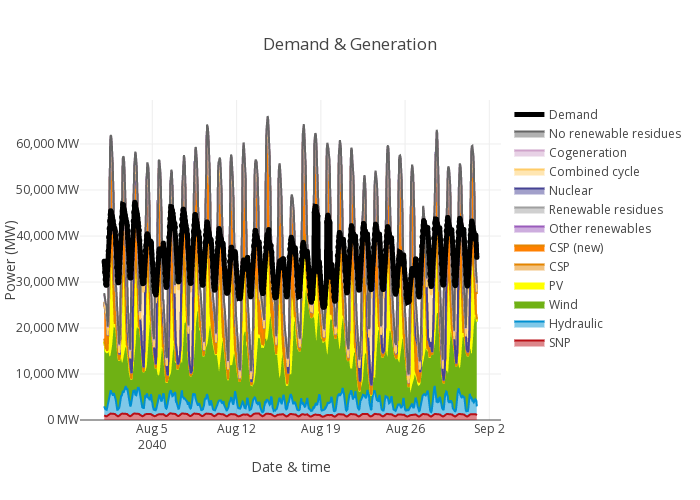 Demand & Generation
Power (MW)
60,000 MW
50,000 MW
40,000 MW
30,000 MW
20,000 MW
10,000 MW
0 MW
Aug 5
2040
Aug 12
Aug 19
Aug 26
Sep 2
Date & time
Demand
No renewable residues
Cogeneration
Combined cycle
Nuclear
Renewable residues
Other renewables
CSP (new)
CSP
PV
Wind
Hydraulic
SNP